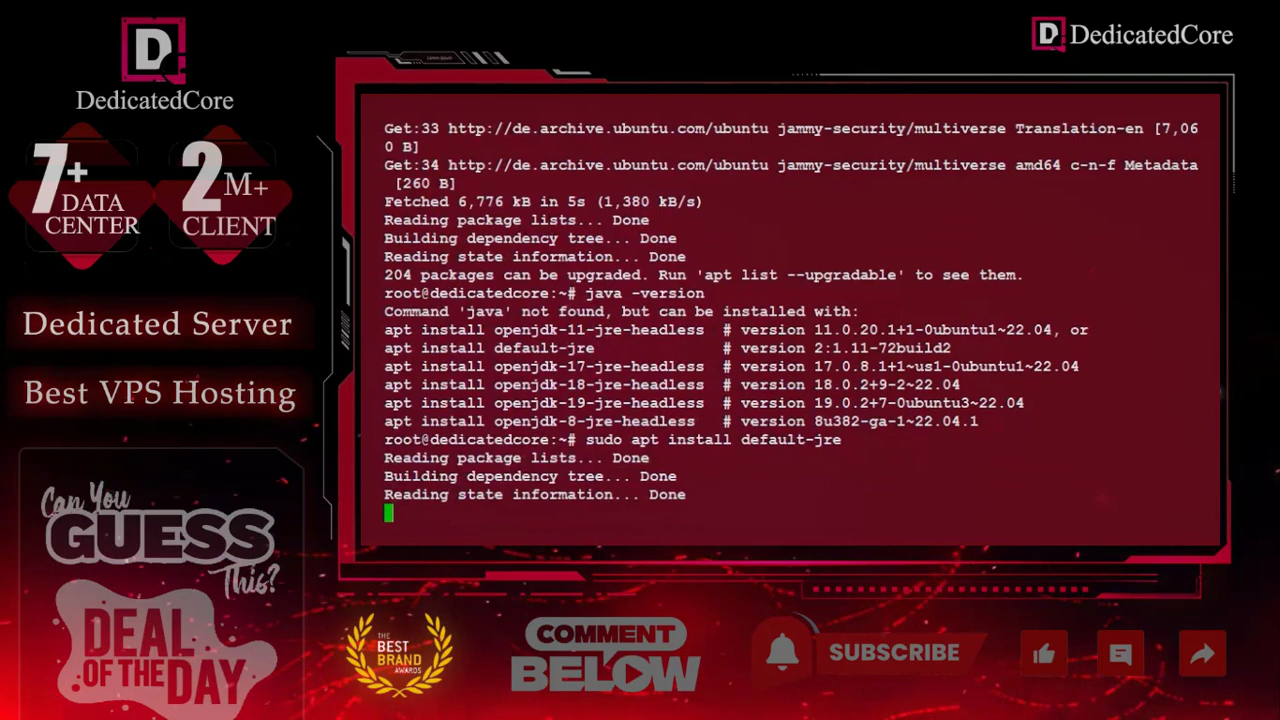 D
DedicatedCore
D DedicatedCore
7+
DATA
CENTER
2
M+
CLIENT
Dedicated Server
Best VPS Hosting
Can You
GUESS
This?
DEAL
OF THE DAY
Get:33 http://de.archive.ubuntu.com/ubuntu jammy-security/multiverse Translation-en [7,06
0 B]
Get:34 http://de.archive.ubuntu.com/ubuntu jammy-security/multiverse amd64 c-n-f Metadata
[260 B]
Fetched 6,776 kB in 5s (1,380 kB/s)
Reading package lists... Done
Building dependency tree... Done
Reading state information... Done
204 packages can be upgraded. Run 'apt list --upgradable' to see them.
root@dedicatedcore:~# java -version
Command 'java' not found, but can be installed with:
apt install openjdk-11-jre-headless  # version 11.0.20.1+1-0ubuntu1~22.04, or
apt install default-jre              # version 2:1.11-72build2
apt install openjdk-17-jre-headless  # version 17.0.8.1+1~us1-0ubuntu1~22.04
apt install openjdk-18-jre-headless  # version 18.0.2+9-2~22.04
apt install openjdk-19-jre-headless  # version 19.0.2+7-0ubuntu3~22.04
apt install openjdk-8-jre-headless   # version 8u382-ga-1~22.04.1
root@dedicatedcore:~# sudo apt install default-jre
Reading package lists... Done
Building dependency tree... Done
Reading state information... Done
THE
BEST
BRAND
AWARDS
COMMENT
BELOW
SUBSCRIBE